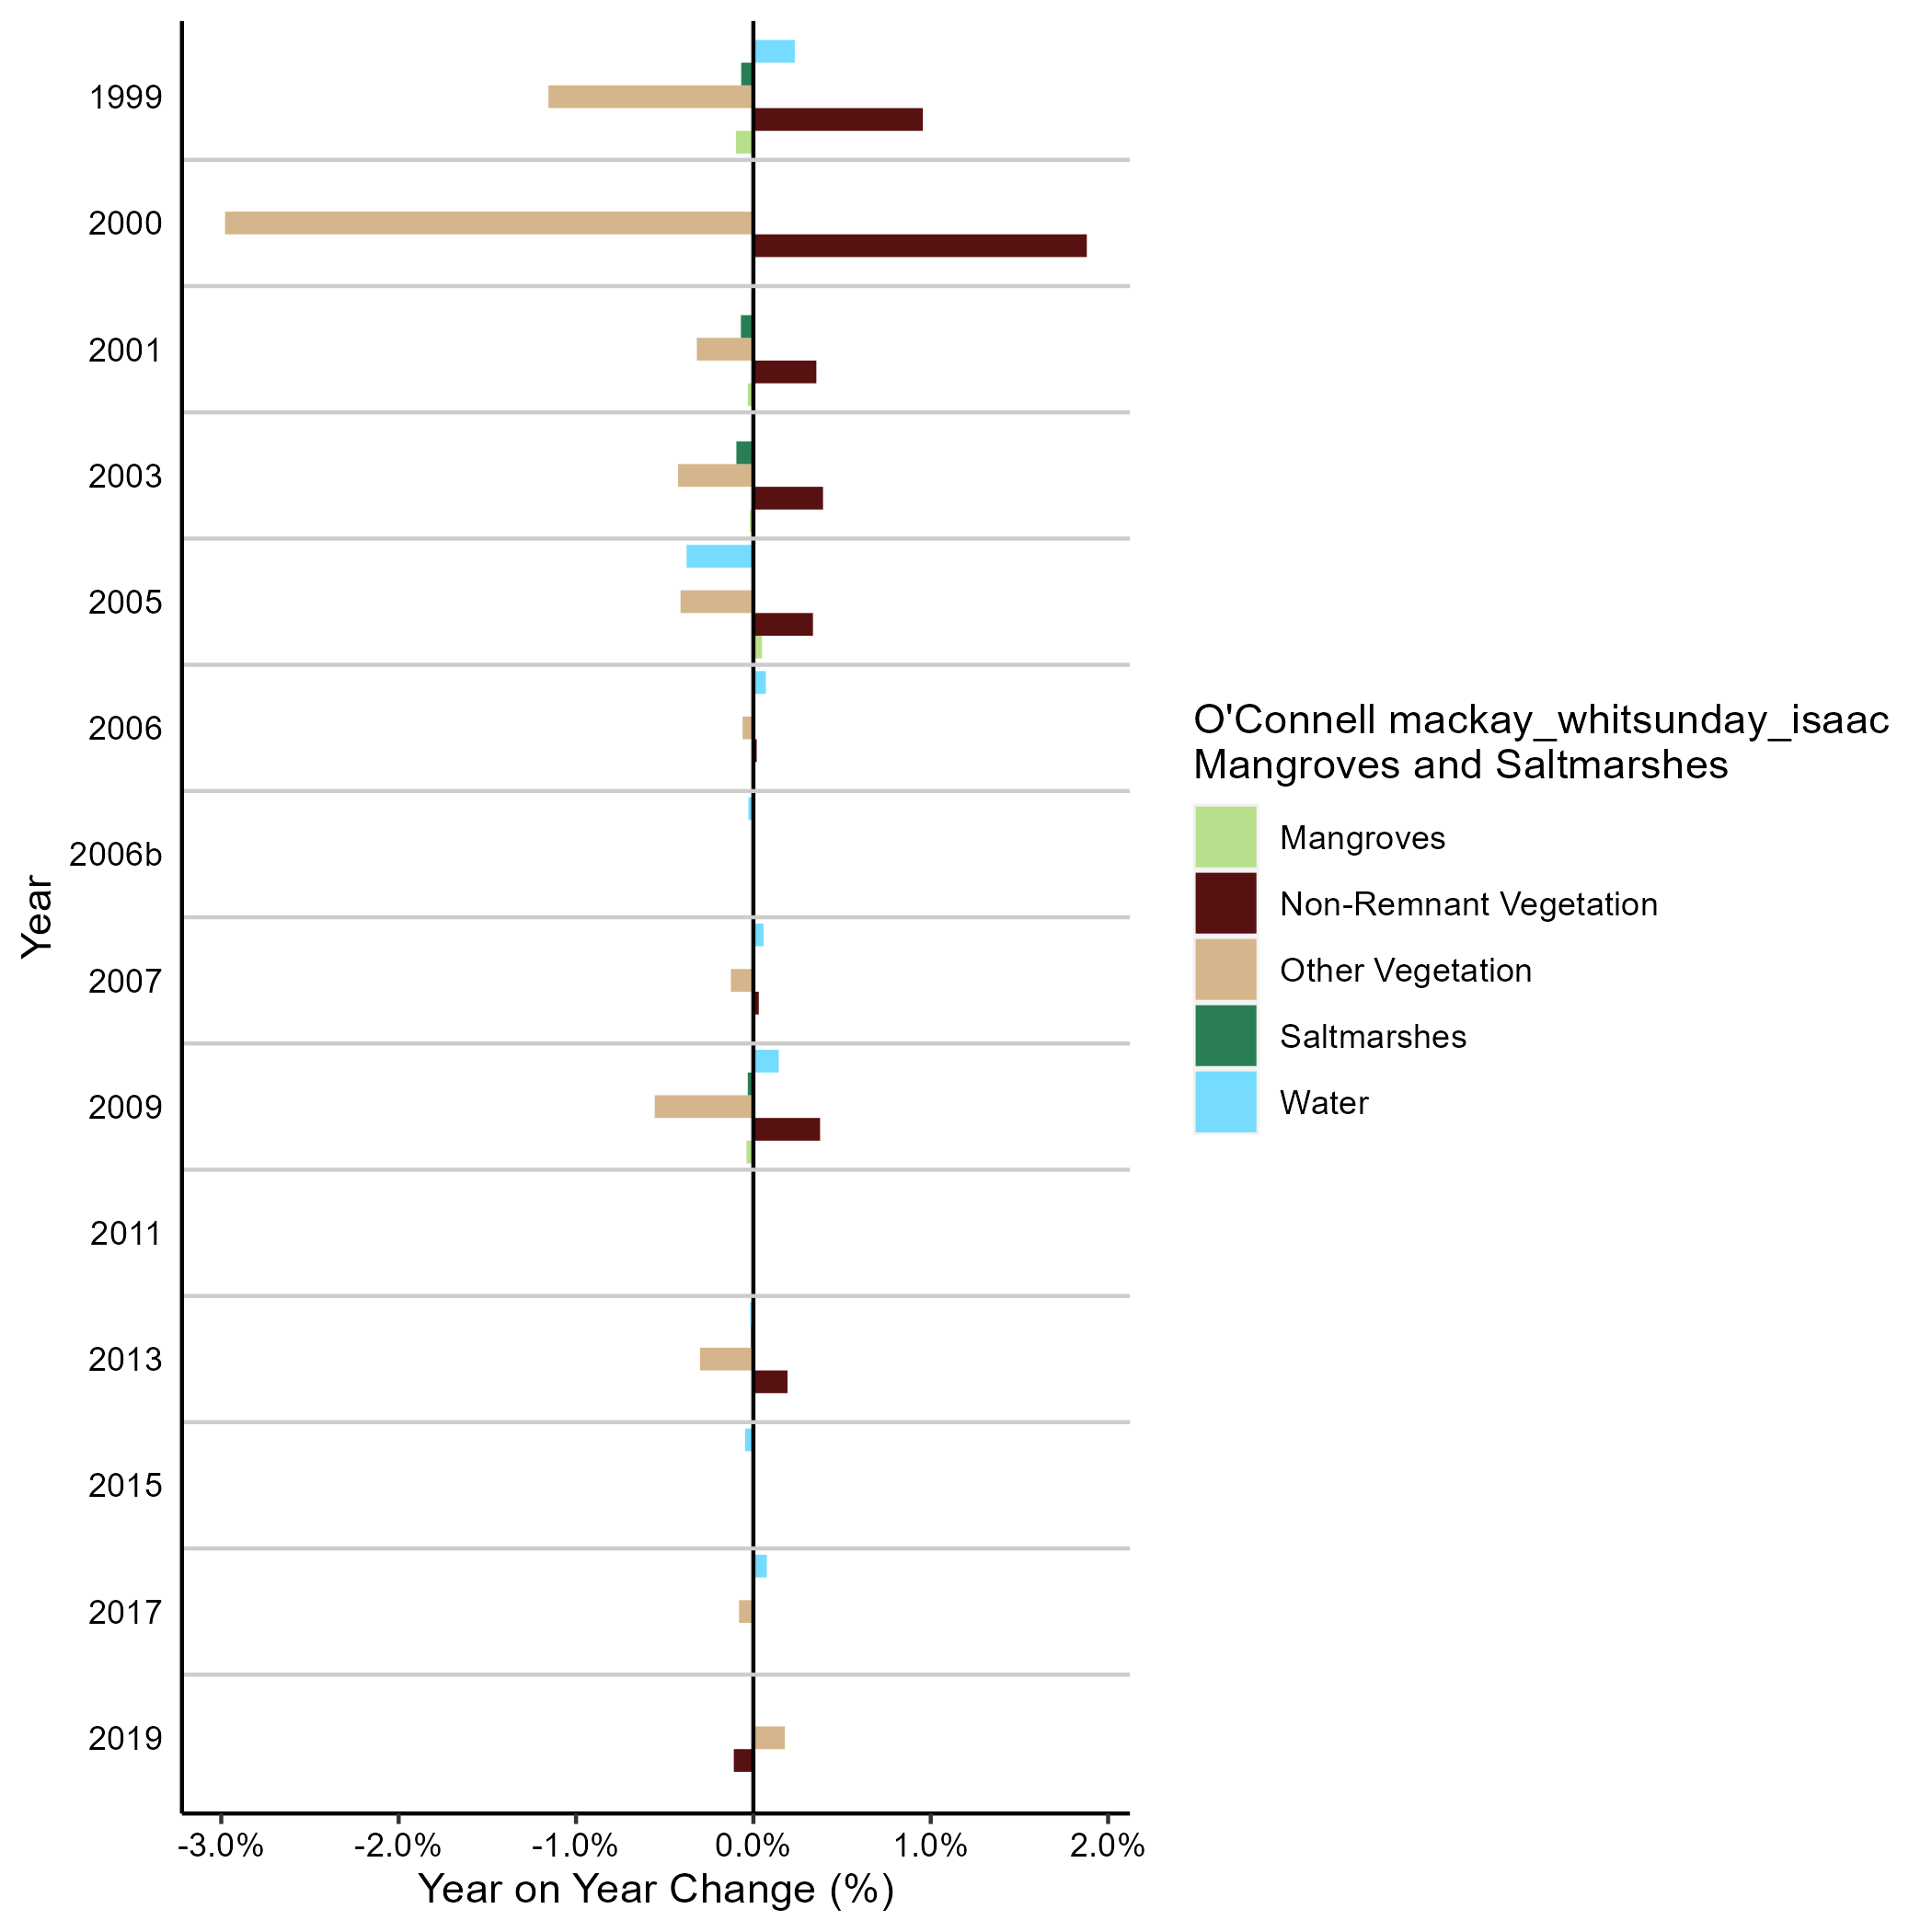 1999
2000
2001
2003
2005
2006
2006b
2007
2009
2011
2013
2015
2017
2019
Year
-3.0% -2.0% -1.0% 0.0% 1.0% 2.0%
Year on Year Change (%)
O'Connell mackay_whitsunday_isaac
Mangroves and Saltmarshes
Mangroves
Non-Remnant Vegetation
Other Vegetation
Saltmarshes
Water